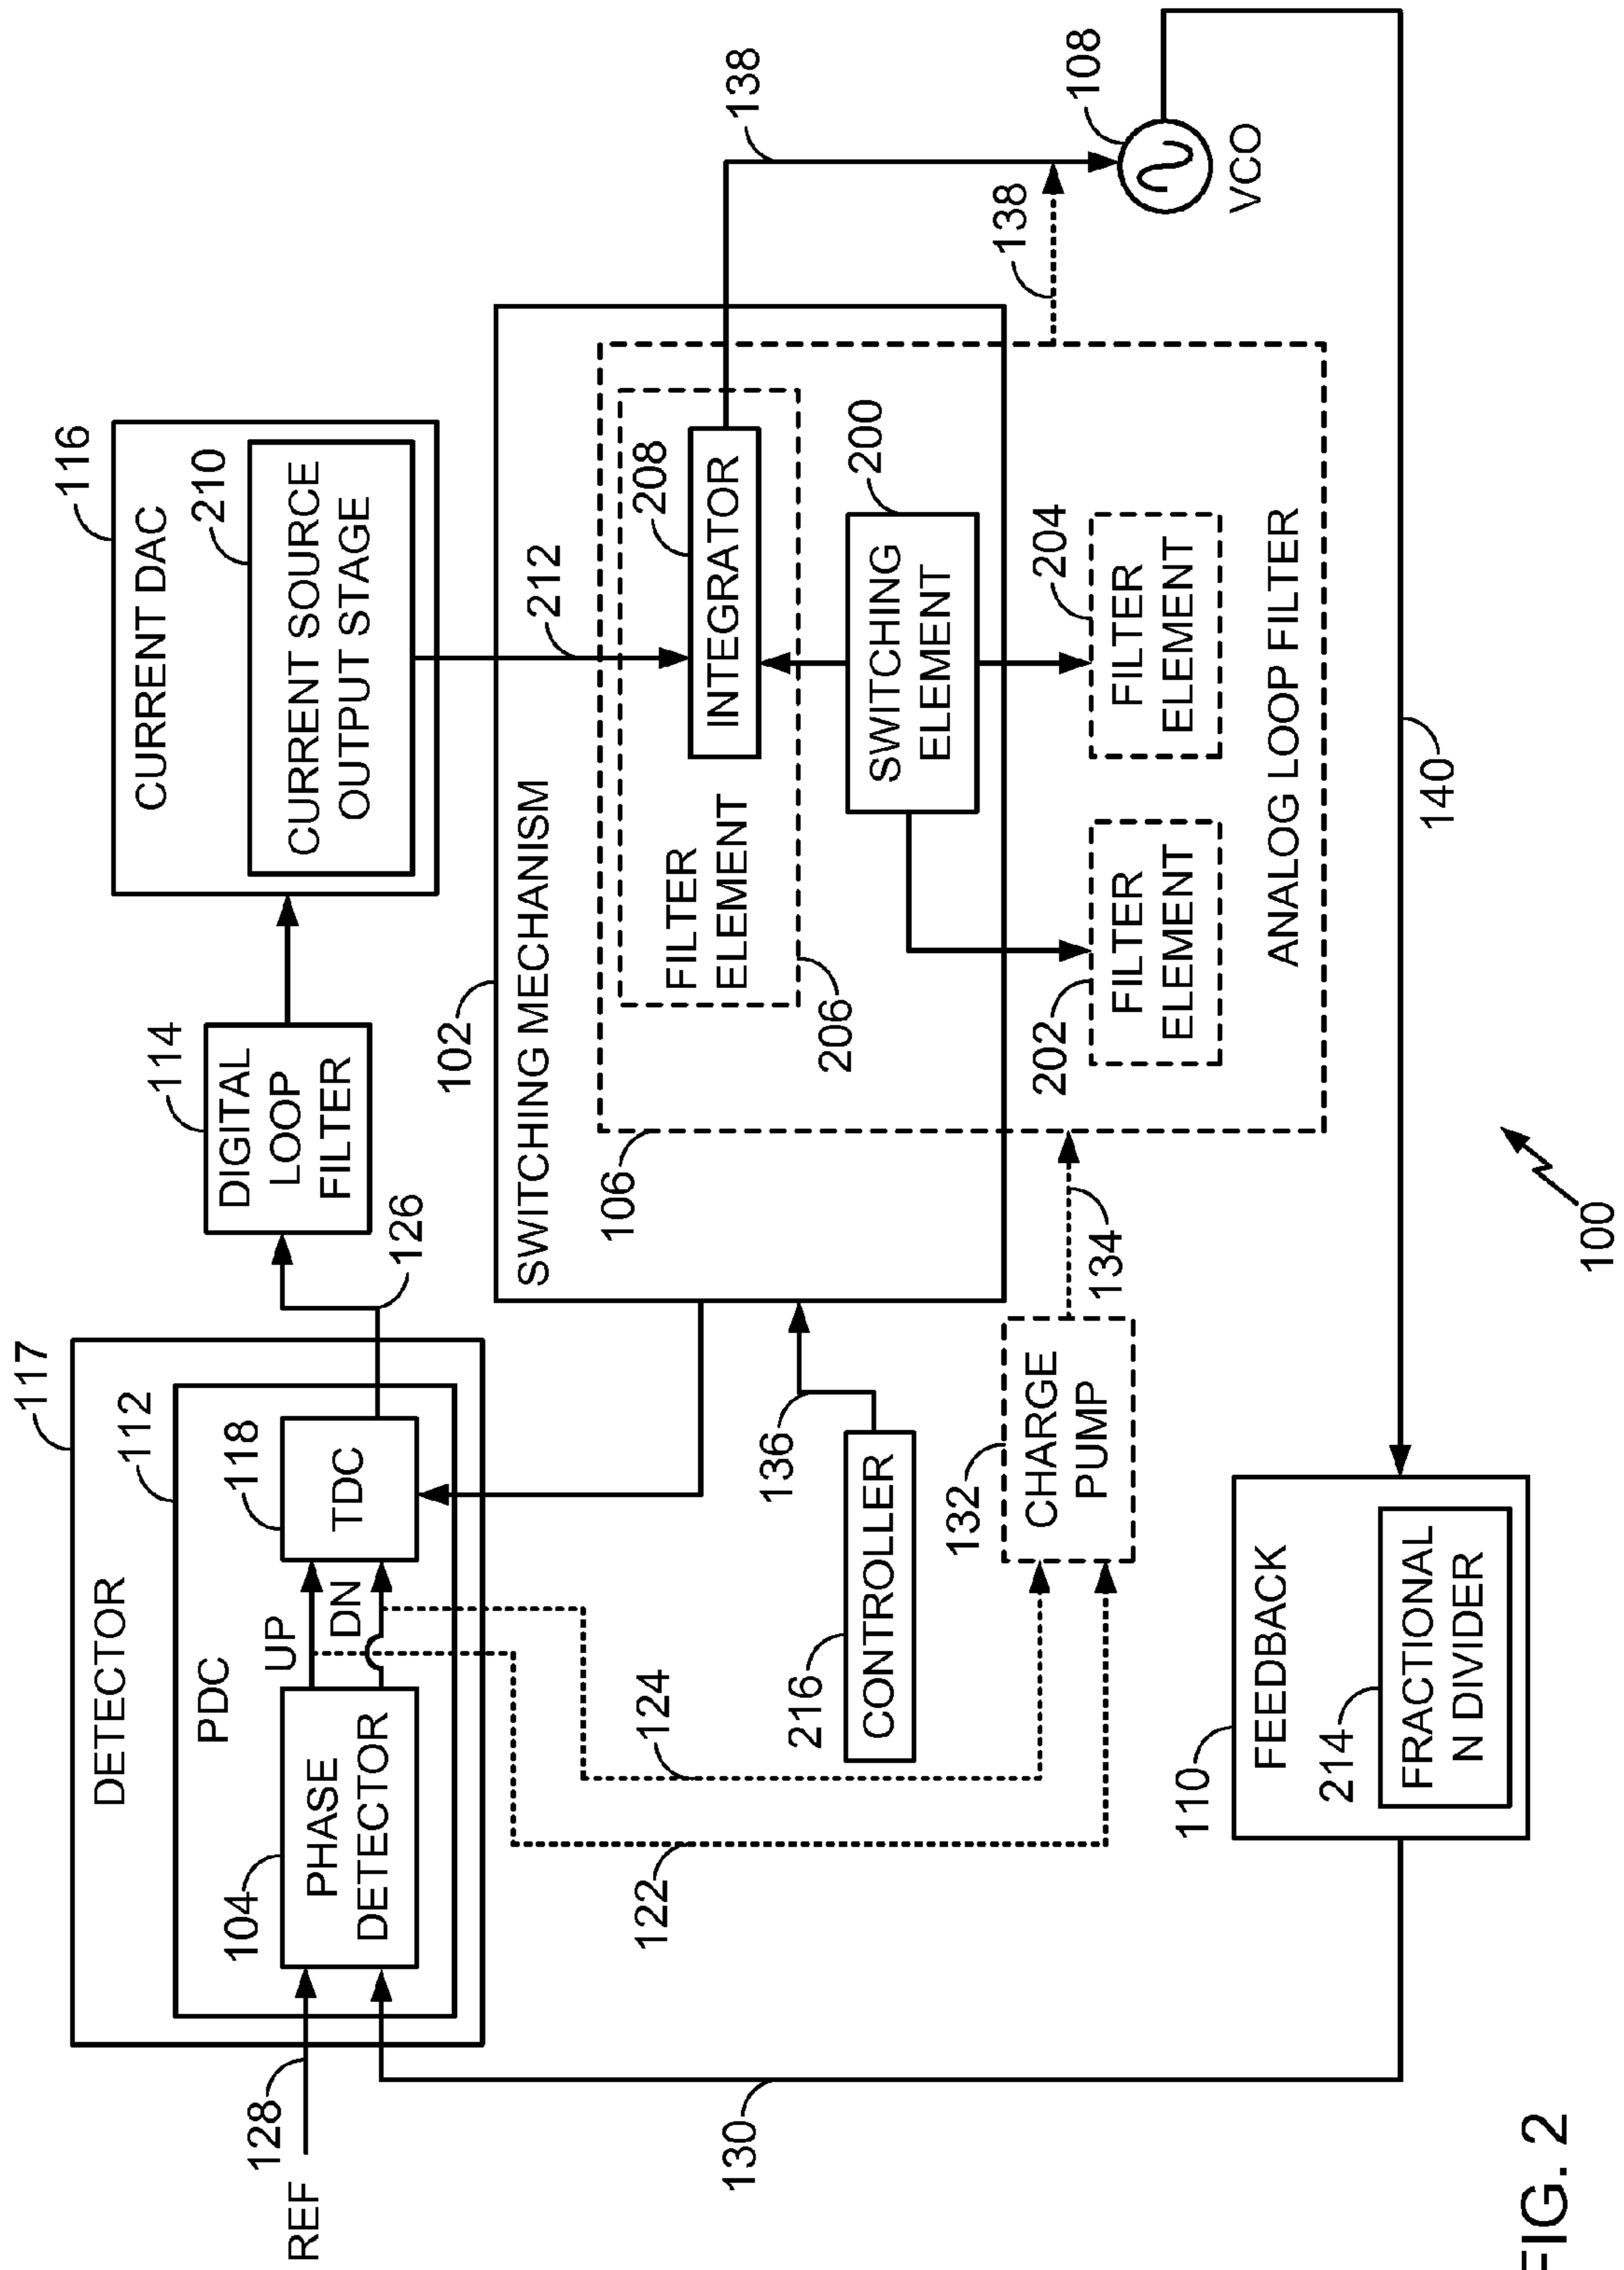 117
DETECTOR
112
PDC
118
TDC
UP
DN
104
PHASE
DETECTOR
128
REF
126
114
DIGITAL
LOOP
FILTER
116
CURRENT DAC
210
CURRENT SOURCE
OUTPUT STAGE
212
102
SWITCHING MECHANISM
106
206
FILTER
ELEMENT
208
INTEGRATOR
200
SWITCHING
ELEMENT
202
FILTER
ELEMENT
204
FILTER
ELEMENT
ANALOG LOOP FILTER
138
138
108
VCO
136
216
CONTROLLER
132
CHARGE
PUMP
134
124
122
130
110
FEEDBACK
214
FRACTIONAL
N DIVIDER
140
100
FIG. 2